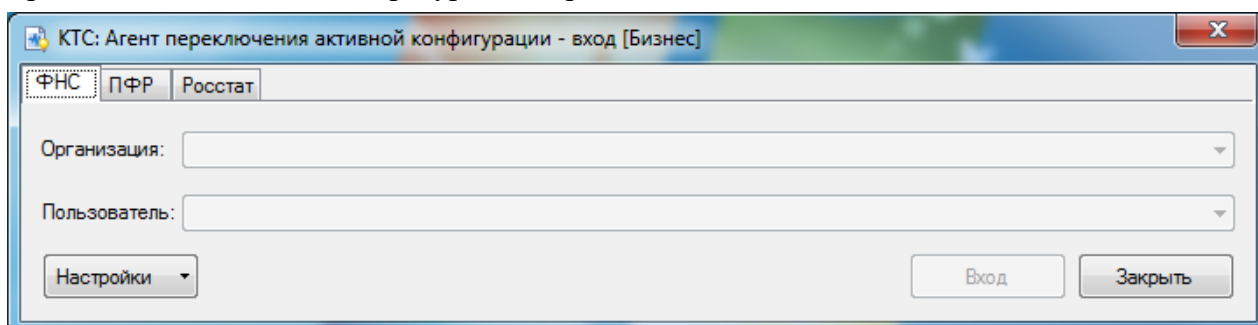 КТС: Агент переключения активной конфигурации - вход [Бизнес]
ФНС ПФР Росстат
Организация:
Пользователь:
Настройки Вход Закрыть